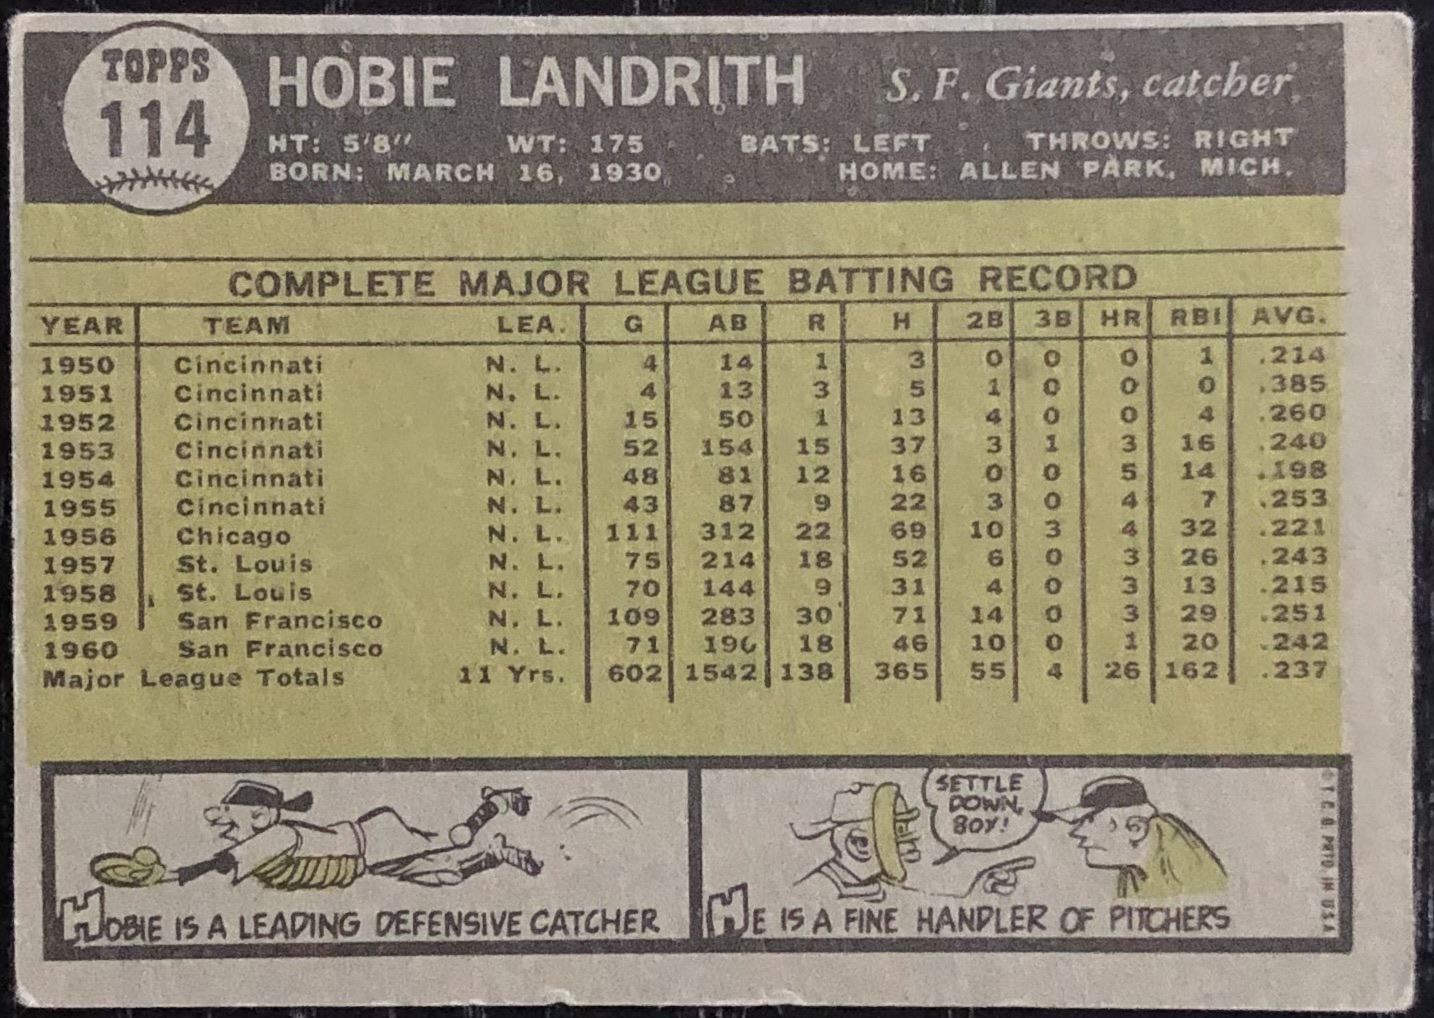 TOPPS
114
HOBIE LANDRITH S. F. Giants, catcher
HT: 5'8" WT: 175 BATS: LEFT THROWS: RIGHT
BORN: MARCH 16, 1930 HOME: ALLEN PARK, MICH.
COMPLETE MAJOR LEAGUE BATTING RECORD
YEAR TEAM LEA. G AB R H 2B 3B HR RBI AVG.
1950 Cincinnati N. L. 4 14 1 3 0 0 0 1 .214
1951 Cincinnati N. L. 4 13 3 5 1 0 0 0 .385
1952 Cincinnati N. L. 15 50 1 13 4 0 0 4 .260
1953 Cincinnati N. L. 52 154 15 37 3 1 3 16 .240
1954 Cincinnati N. L. 48 81 12 16 0 0 5 14 .198
1955 Cincinnati N. L. 43 87 9 22 3 0 4 7 .253
1956 Chicago N. L. 111 312 22 69 10 3 4 32 .221
1957 St. Louis N. L. 75 214 18 52 6 0 3 26 .243
1958 St. Louis N. L. 70 144 9 31 4 0 3 13 .215
1959 San Francisco N. L. 109 283 30 71 14 0 3 29 .251
1960 San Francisco N. L. 71 190 18 46 10 0 1 20 .242
Major League Totals 11 Yrs. 602 1542 138 365 55 4 26 162 .237
SETTLE
DOWN,
BOY!
HOBIE IS A LEADING DEFENSIVE CATCHER
HE IS A FINE HANDLER OF PITCHERS
© T. C. G. PRTD. IN U.S.A.